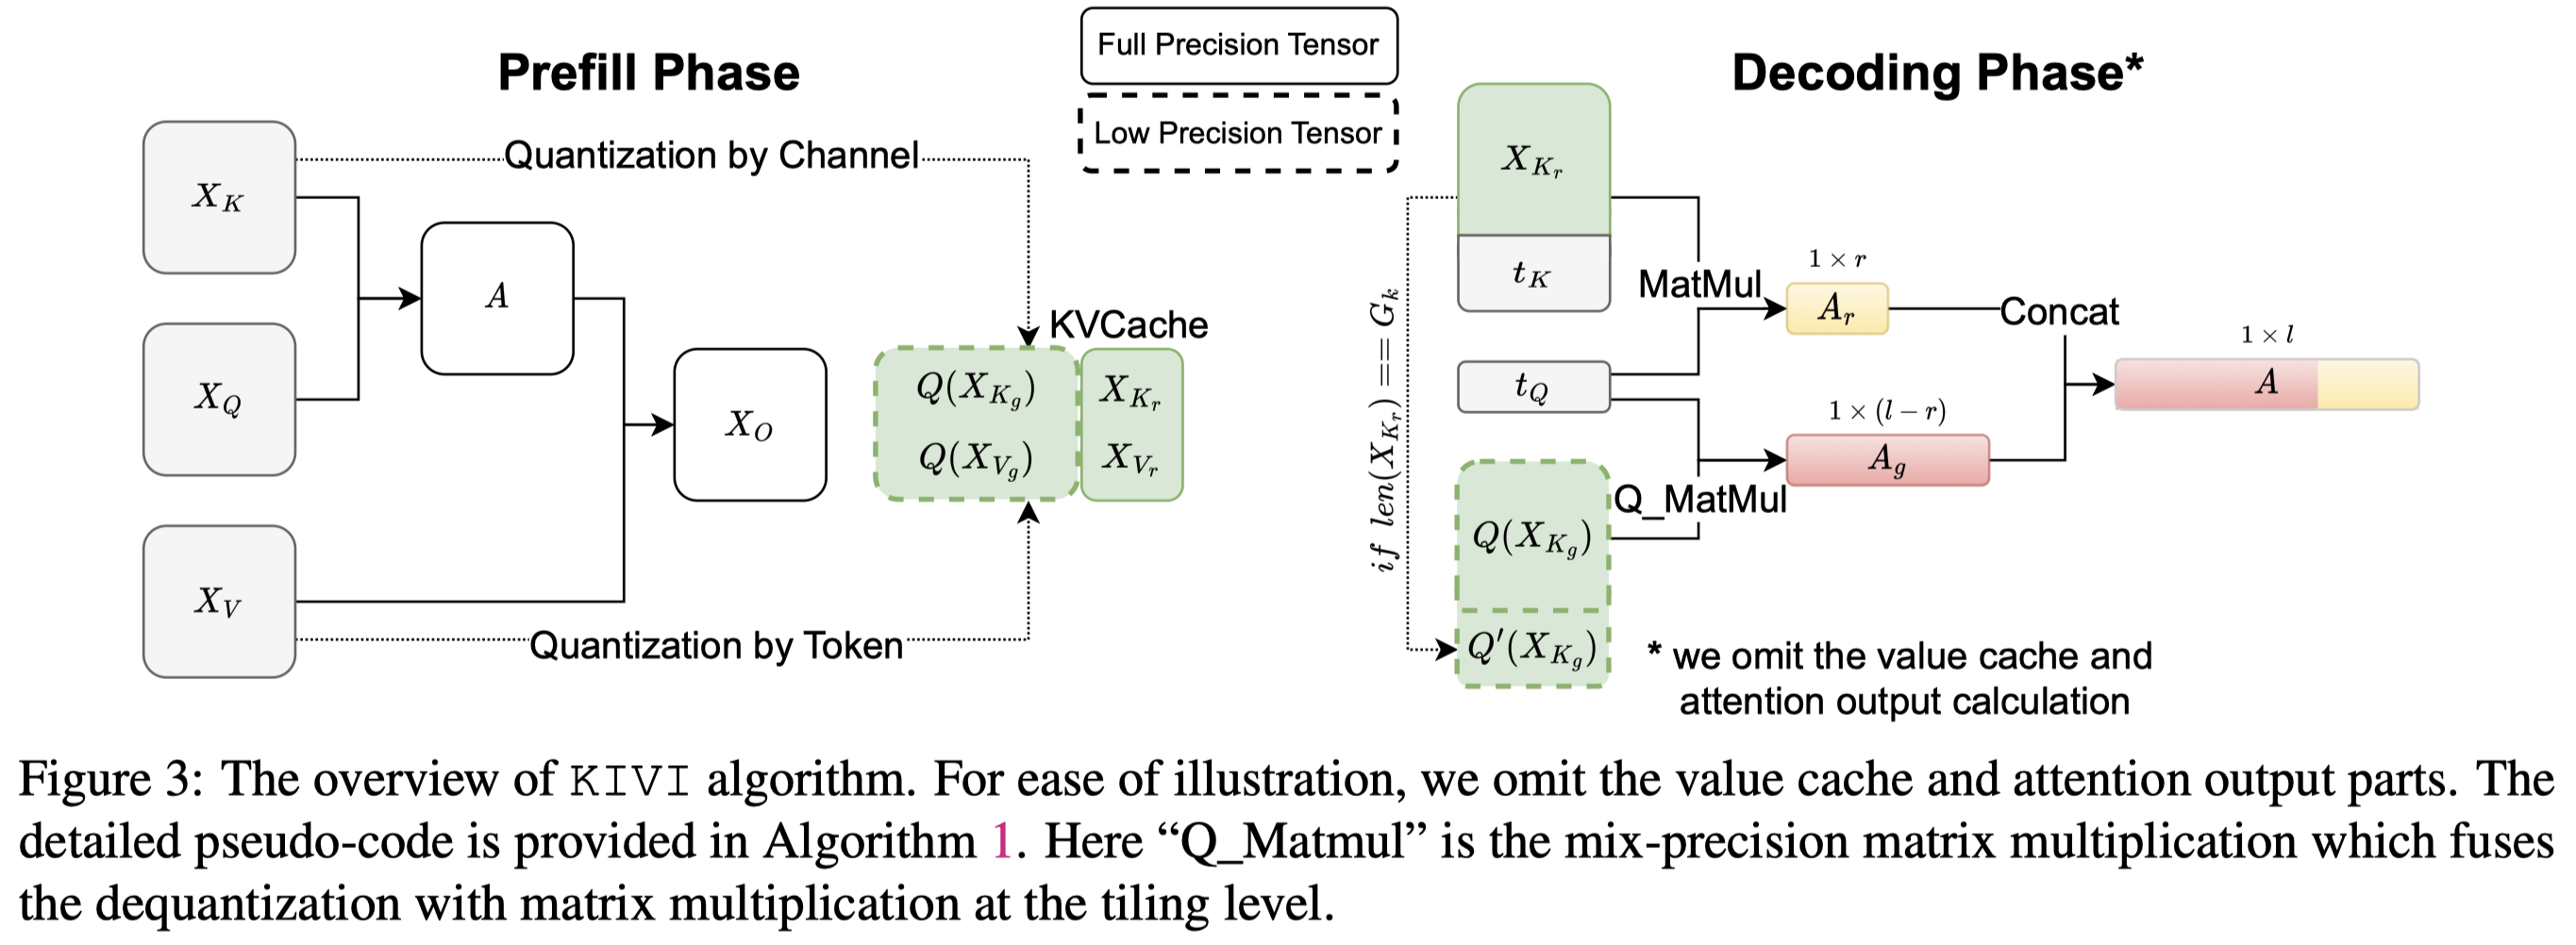 Prefill Phase
Full Precision Tensor
Low Precision Tensor
Decoding Phase*
X_K
Quantization by Channel
X_Q
A
X_V
X_O
Quantization by Token
KVCache
Q(X_{K_g})
X_{K_r}
Q(X_{V_g})
X_{V_r}
X_{K_r}
t_K
t_Q
if len(X_{K_r}) == G_k
MatMul
1 × r
A_r
Concat
1 × l
A
1 × (l − r)
A_g
Q_MatMul
Q(X_{K_g})
Q′(X_{K_g})
* we omit the value cache and
attention output calculation
Figure 3: The overview of KIVI algorithm. For ease of illustration, we omit the value cache and attention output parts. The
detailed pseudo-code is provided in Algorithm 1. Here “Q_Matmul” is the mix-precision matrix multiplication which fuses
the dequantization with matrix multiplication at the tiling level.